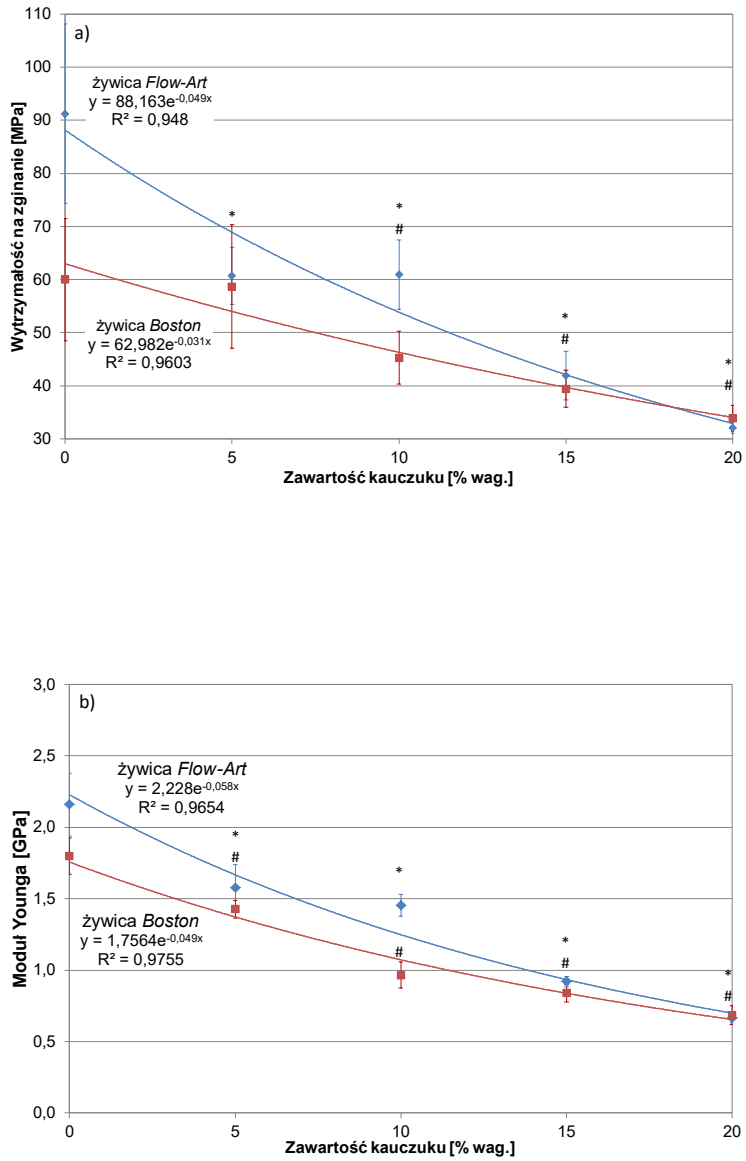 a)
110
100
90
80
70
60
50
40
30
Wytrzymałość na zginanie [MPa]
żywica Flow-Art
y = 88,163e-0,049x
R² = 0,948
*
*
#
żywica Boston
y = 62,982e-0,031x
R² = 0,9603
*
#
*
#
0 5 10 15 20
Zawartość kauczuku [% wag.]
b)
3,0
2,5
2,0
1,5
1,0
0,5
0,0
Moduł Younga [GPa]
żywica Flow-Art
y = 2,228e-0,058x
R² = 0,9654
*
#
*
żywica Boston
y = 1,7564e-0,049x
R² = 0,9755
#
*
#
*
#
0 5 10 15 20
Zawartość kauczuku [% wag.]